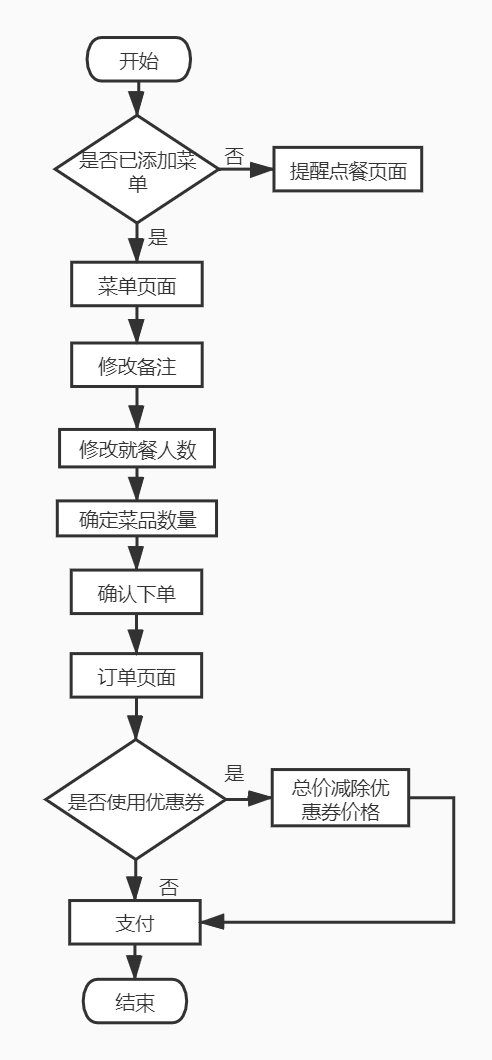 开始
是否已添加菜
单
否
提醒点餐页面
是
菜单页面
修改备注
修改就餐人数
确定菜品数量
确认下单
订单页面
是否使用优惠券
是
总价减除优
惠券价格
否
支付
结束